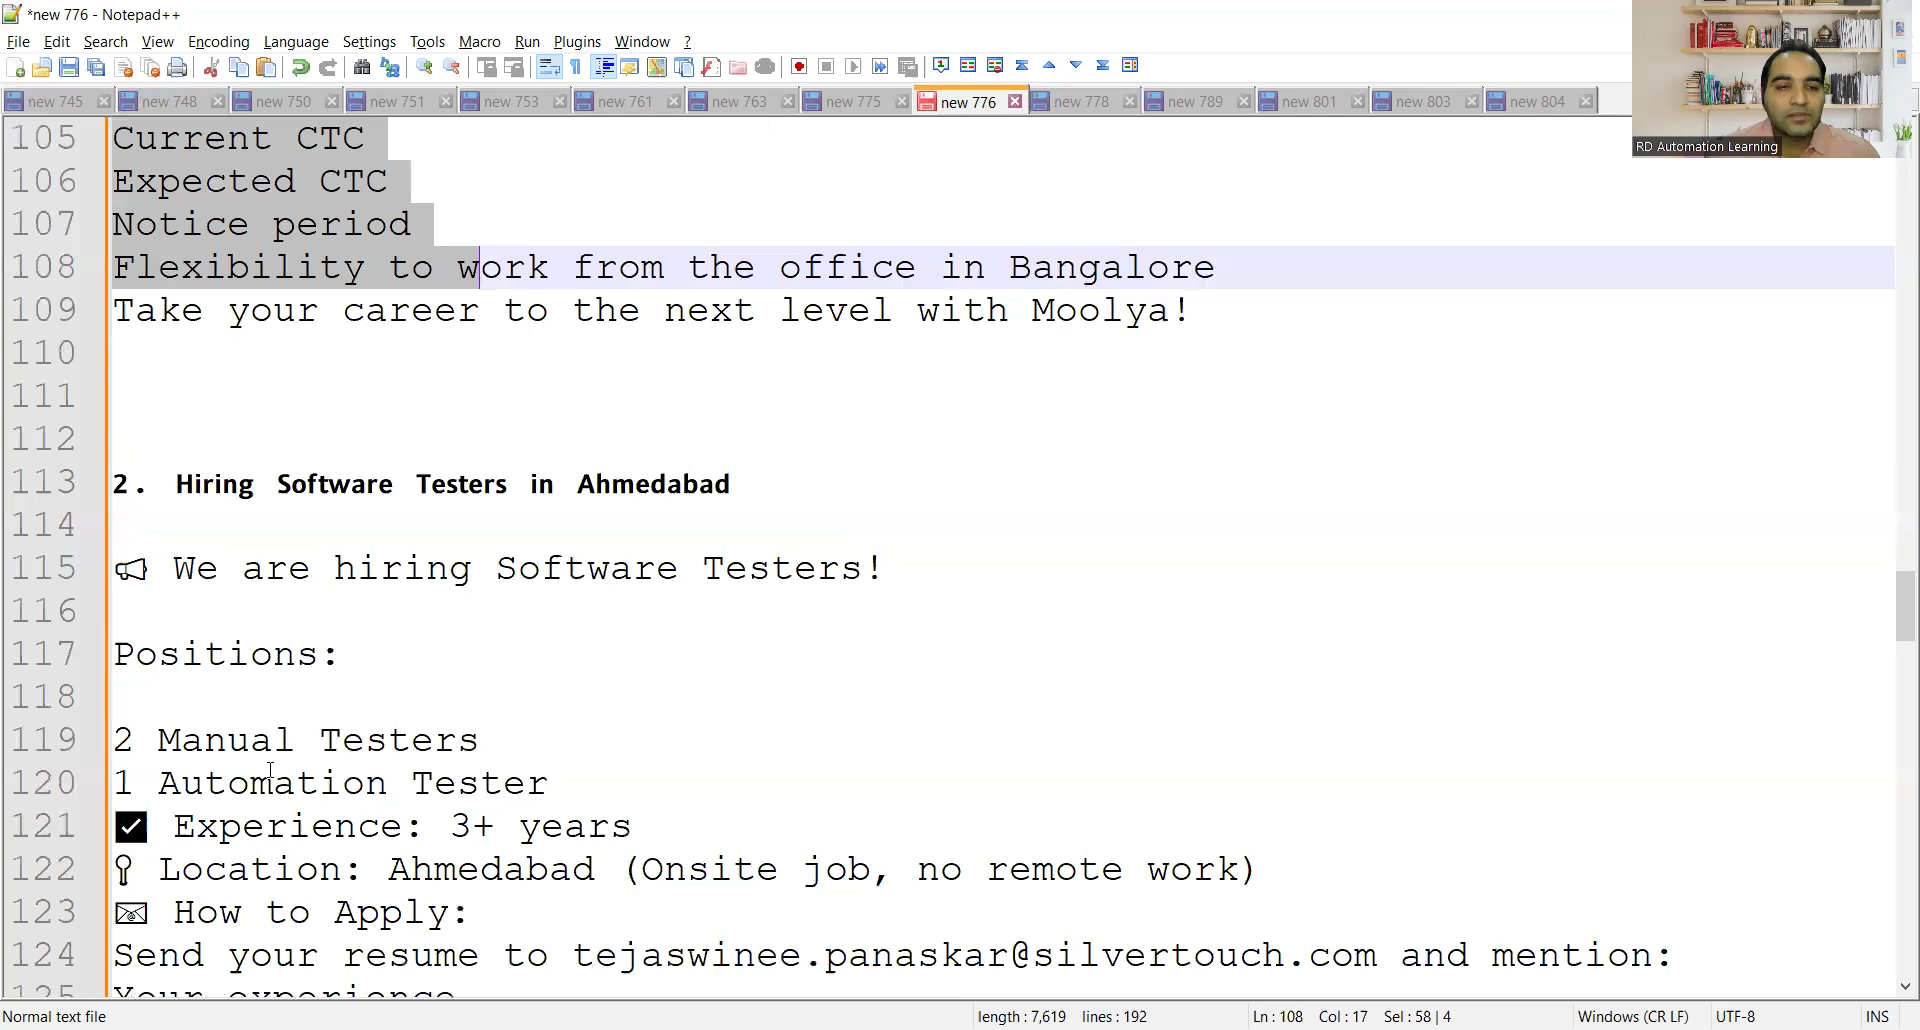 *new 776 - Notepad++
File Edit Search View Encoding Language Settings Tools Macro Run Plugins Window ?
new 745 new 748 new 750 new 751 new 753 new 761 new 763 new 775 new 776 new 778 new 789 new 801 new 803 new 804
RD Automation Learning
105 Current CTC
106 Expected CTC
107 Notice period
108 Flexibility to work from the office in Bangalore
109 Take your career to the next level with Moolya!
110
111
112
113 2. Hiring Software Testers in Ahmedabad
114
115 We are hiring Software Testers!
116
117 Positions:
118
119 2 Manual Testers
120 1 Automation Tester
121 Experience: 3+ years
122 Location: Ahmedabad (Onsite job, no remote work)
123 How to Apply:
124 Send your resume to tejaswinee.panaskar@silvertouch.com and mention:
125 Your experience
Normal text file length : 7,619 lines : 192 Ln : 108 Col : 17 Sel : 58 | 4 Windows (CR LF) UTF-8 INS